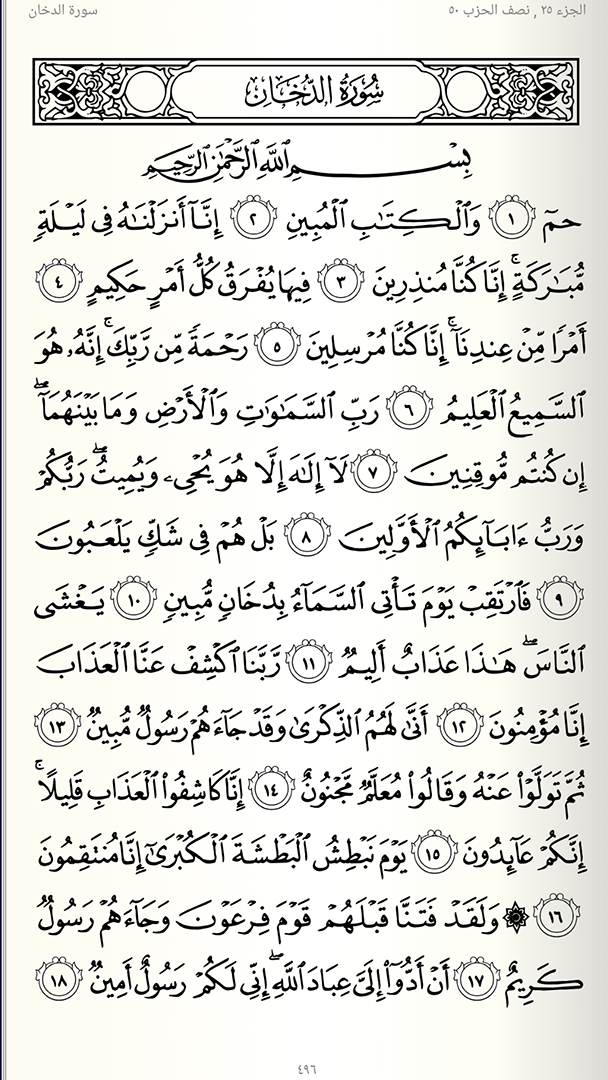 الجزء ٢٥ , نصف الحزب ٥٠
سورة الدخان
سُورَةُ الدُّخَانِ
بِسْمِ ٱللَّهِ ٱلرَّحْمَٰنِ ٱلرَّحِيمِ
حمٓ ١ وَٱلْكِتَٰبِ ٱلْمُبِينِ ٢ إِنَّآ أَنزَلْنَٰهُ فِى لَيْلَةٍ
مُّبَٰرَكَةٍ ۚ إِنَّا كُنَّا مُنذِرِينَ ٣ فِيهَا يُفْرَقُ كُلُّ أَمْرٍ حَكِيمٍ ٤
أَمْرًا مِّنْ عِندِنَآ ۚ إِنَّا كُنَّا مُرْسِلِينَ ٥ رَحْمَةً مِّن رَّبِّكَ ۚ إِنَّهُۥ هُوَ
ٱلسَّمِيعُ ٱلْعَلِيمُ ٦ رَبِّ ٱلسَّمَٰوَٰتِ وَٱلْأَرْضِ وَمَا بَيْنَهُمَآ ۖ
إِن كُنتُم مُّوقِنِينَ ٧ لَآ إِلَٰهَ إِلَّا هُوَ يُحْىِۦ وَيُمِيتُ ۖ رَبُّكُمْ
وَرَبُّ ءَابَآئِكُمُ ٱلْأَوَّلِينَ ٨ بَلْ هُمْ فِى شَكٍّ يَلْعَبُونَ
٩ فَٱرْتَقِبْ يَوْمَ تَأْتِى ٱلسَّمَآءُ بِدُخَانٍ مُّبِينٍ ١٠ يَغْشَى
ٱلنَّاسَ ۖ هَٰذَا عَذَابٌ أَلِيمٌ ١١ رَّبَّنَا ٱكْشِفْ عَنَّا ٱلْعَذَابَ
إِنَّا مُؤْمِنُونَ ١٢ أَنَّىٰ لَهُمُ ٱلذِّكْرَىٰ وَقَدْ جَآءَهُمْ رَسُولٌ مُّبِينٌ ١٣
ثُمَّ تَوَلَّوْا۟ عَنْهُ وَقَالُوا۟ مُعَلَّمٌ مَّجْنُونٌ ١٤ إِنَّا كَاشِفُوا۟ ٱلْعَذَابِ قَلِيلًا ۚ
إِنَّكُمْ عَآئِدُونَ ١٥ يَوْمَ نَبْطِشُ ٱلْبَطْشَةَ ٱلْكُبْرَىٰٓ إِنَّا مُنتَقِمُونَ
١٦ ۞ وَلَقَدْ فَتَنَّا قَبْلَهُمْ قَوْمَ فِرْعَوْنَ وَجَآءَهُمْ رَسُولٌ
كَرِيمٌ ١٧ أَنْ أَدُّوٓا۟ إِلَىَّ عِبَادَ ٱللَّهِ ۖ إِنِّى لَكُمْ رَسُولٌ أَمِينٌ ١٨
٤٩٦